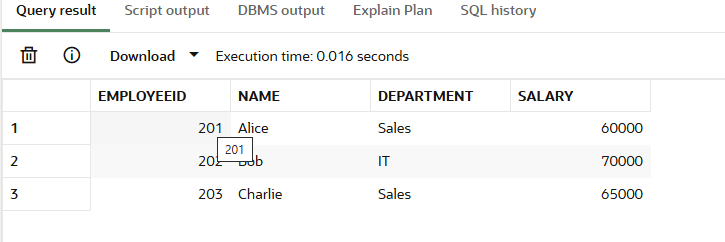 Query result Script output DBMS output Explain Plan SQL history
Download Execution time: 0.016 seconds
EMPLOYEEID NAME DEPARTMENT SALARY
1 201 Alice Sales 60000
201
2 202 Bob IT 70000
3 203 Charlie Sales 65000